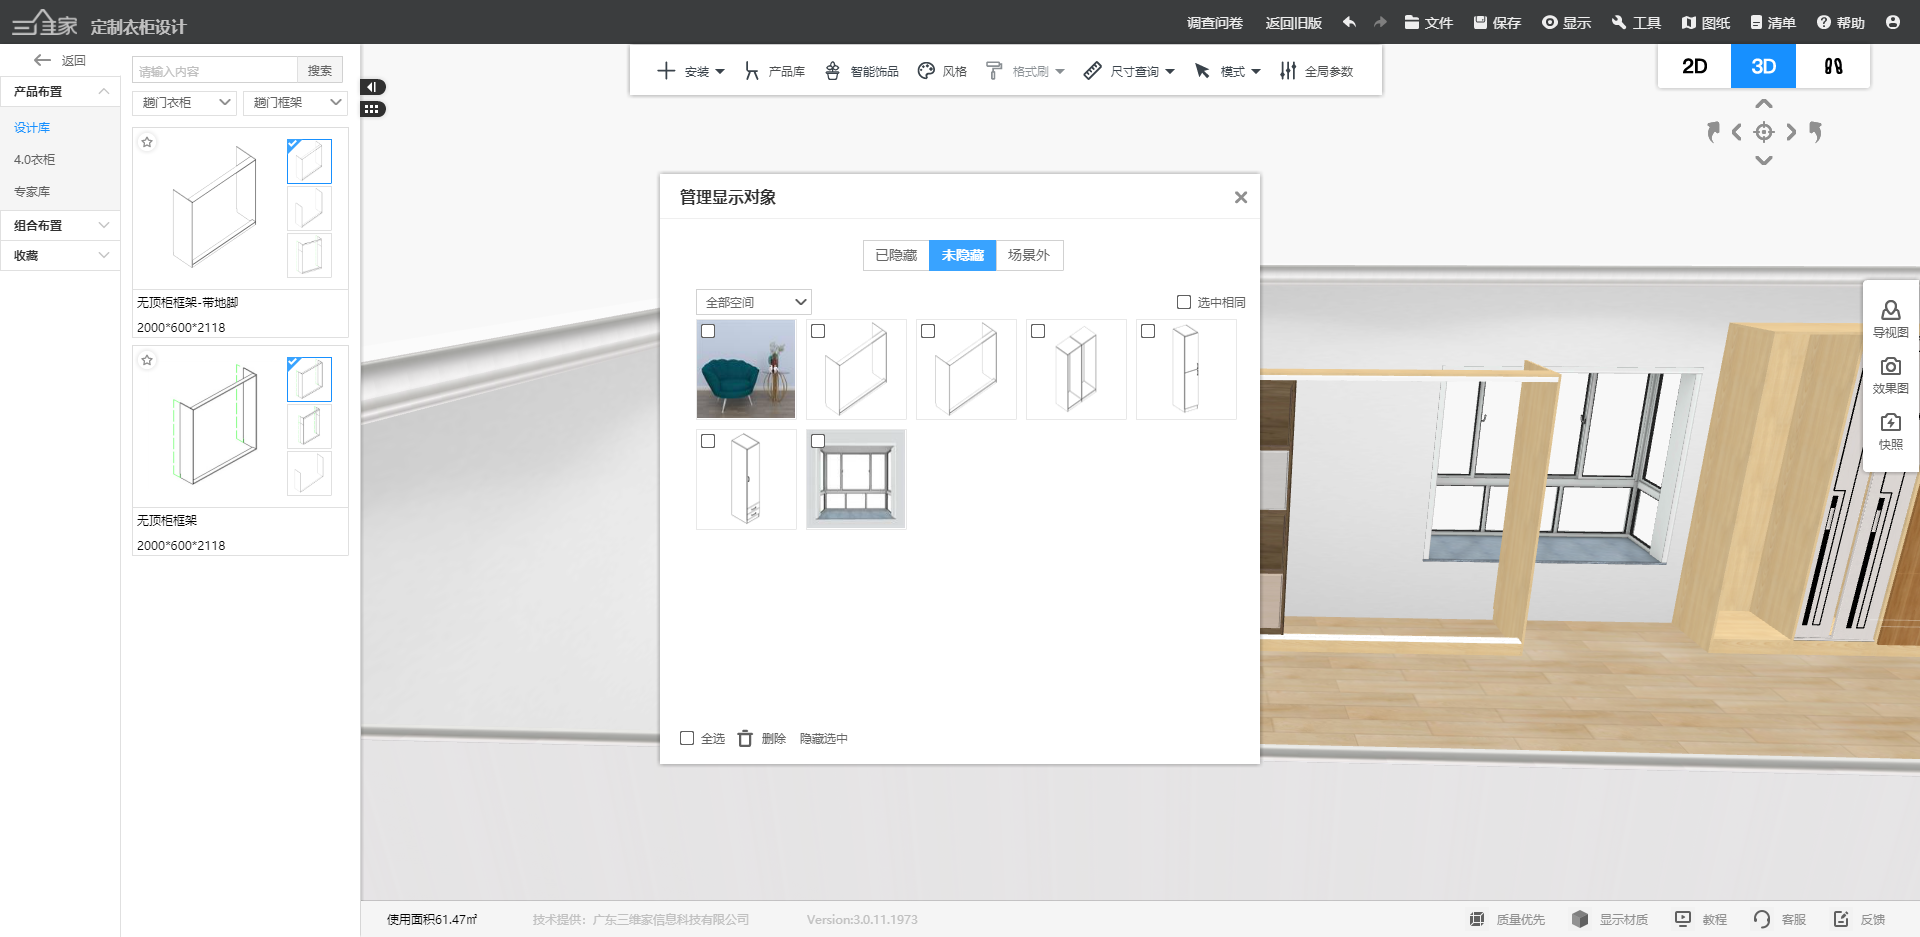 三维家 定制衣柜设计
调查问卷 返回旧版 文件 保存 显示 工具 图纸 清单 帮助
返回
产品布置
设计库
4.0衣柜
专家库
组合布置
收藏
请输入内容 搜索
趟门衣柜 趟门框架
无顶柜框架-带地脚
2000*600*2118
无顶柜框架
2000*600*2118
安装 产品库 智能饰品 风格 格式刷 尺寸查询 模式 全局参数
2D 3D
管理显示对象
已隐藏 未隐藏 场景外
全部空间 选中相同
全选 删除 隐藏选中
导视图
效果图
快照
使用面积61.47㎡ 技术提供：广东三维家信息科技有限公司 Version:3.0.11.1973
质量优先 显示材质 教程 客服 反馈